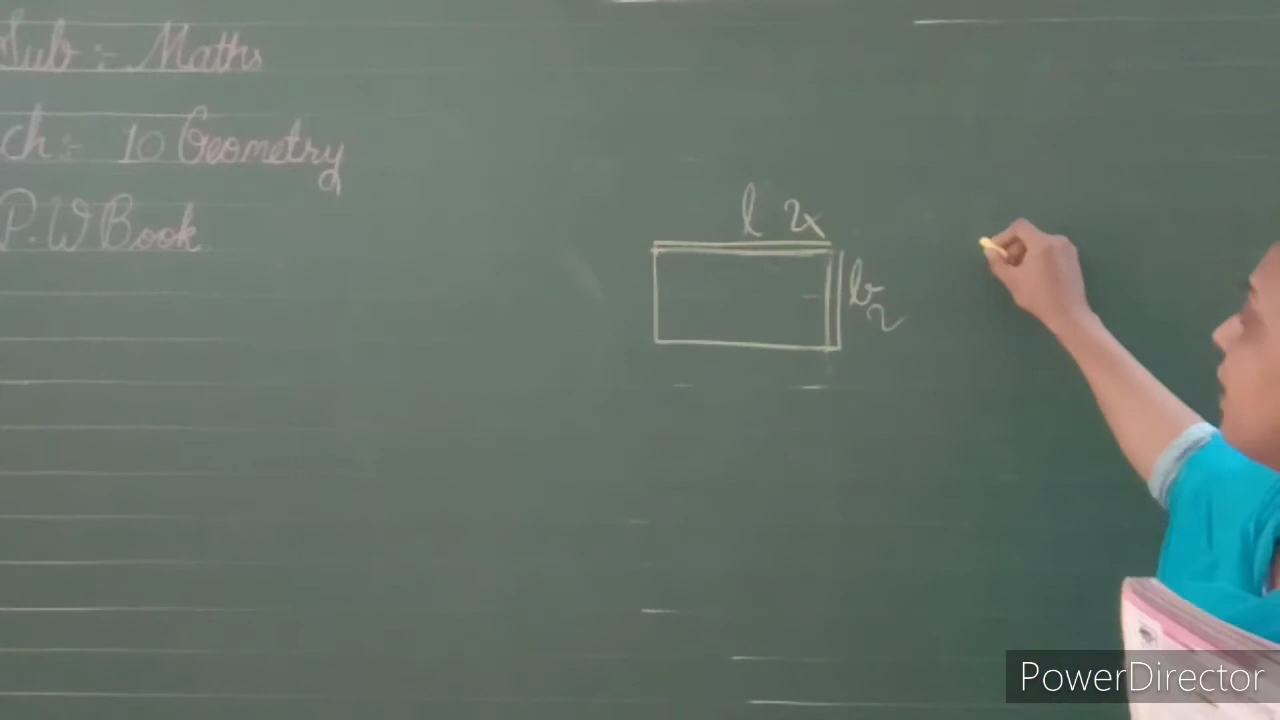 Sub :- Maths
ch :- 10 Geometry
P.W Book
l 2x
b
2
PowerDirector